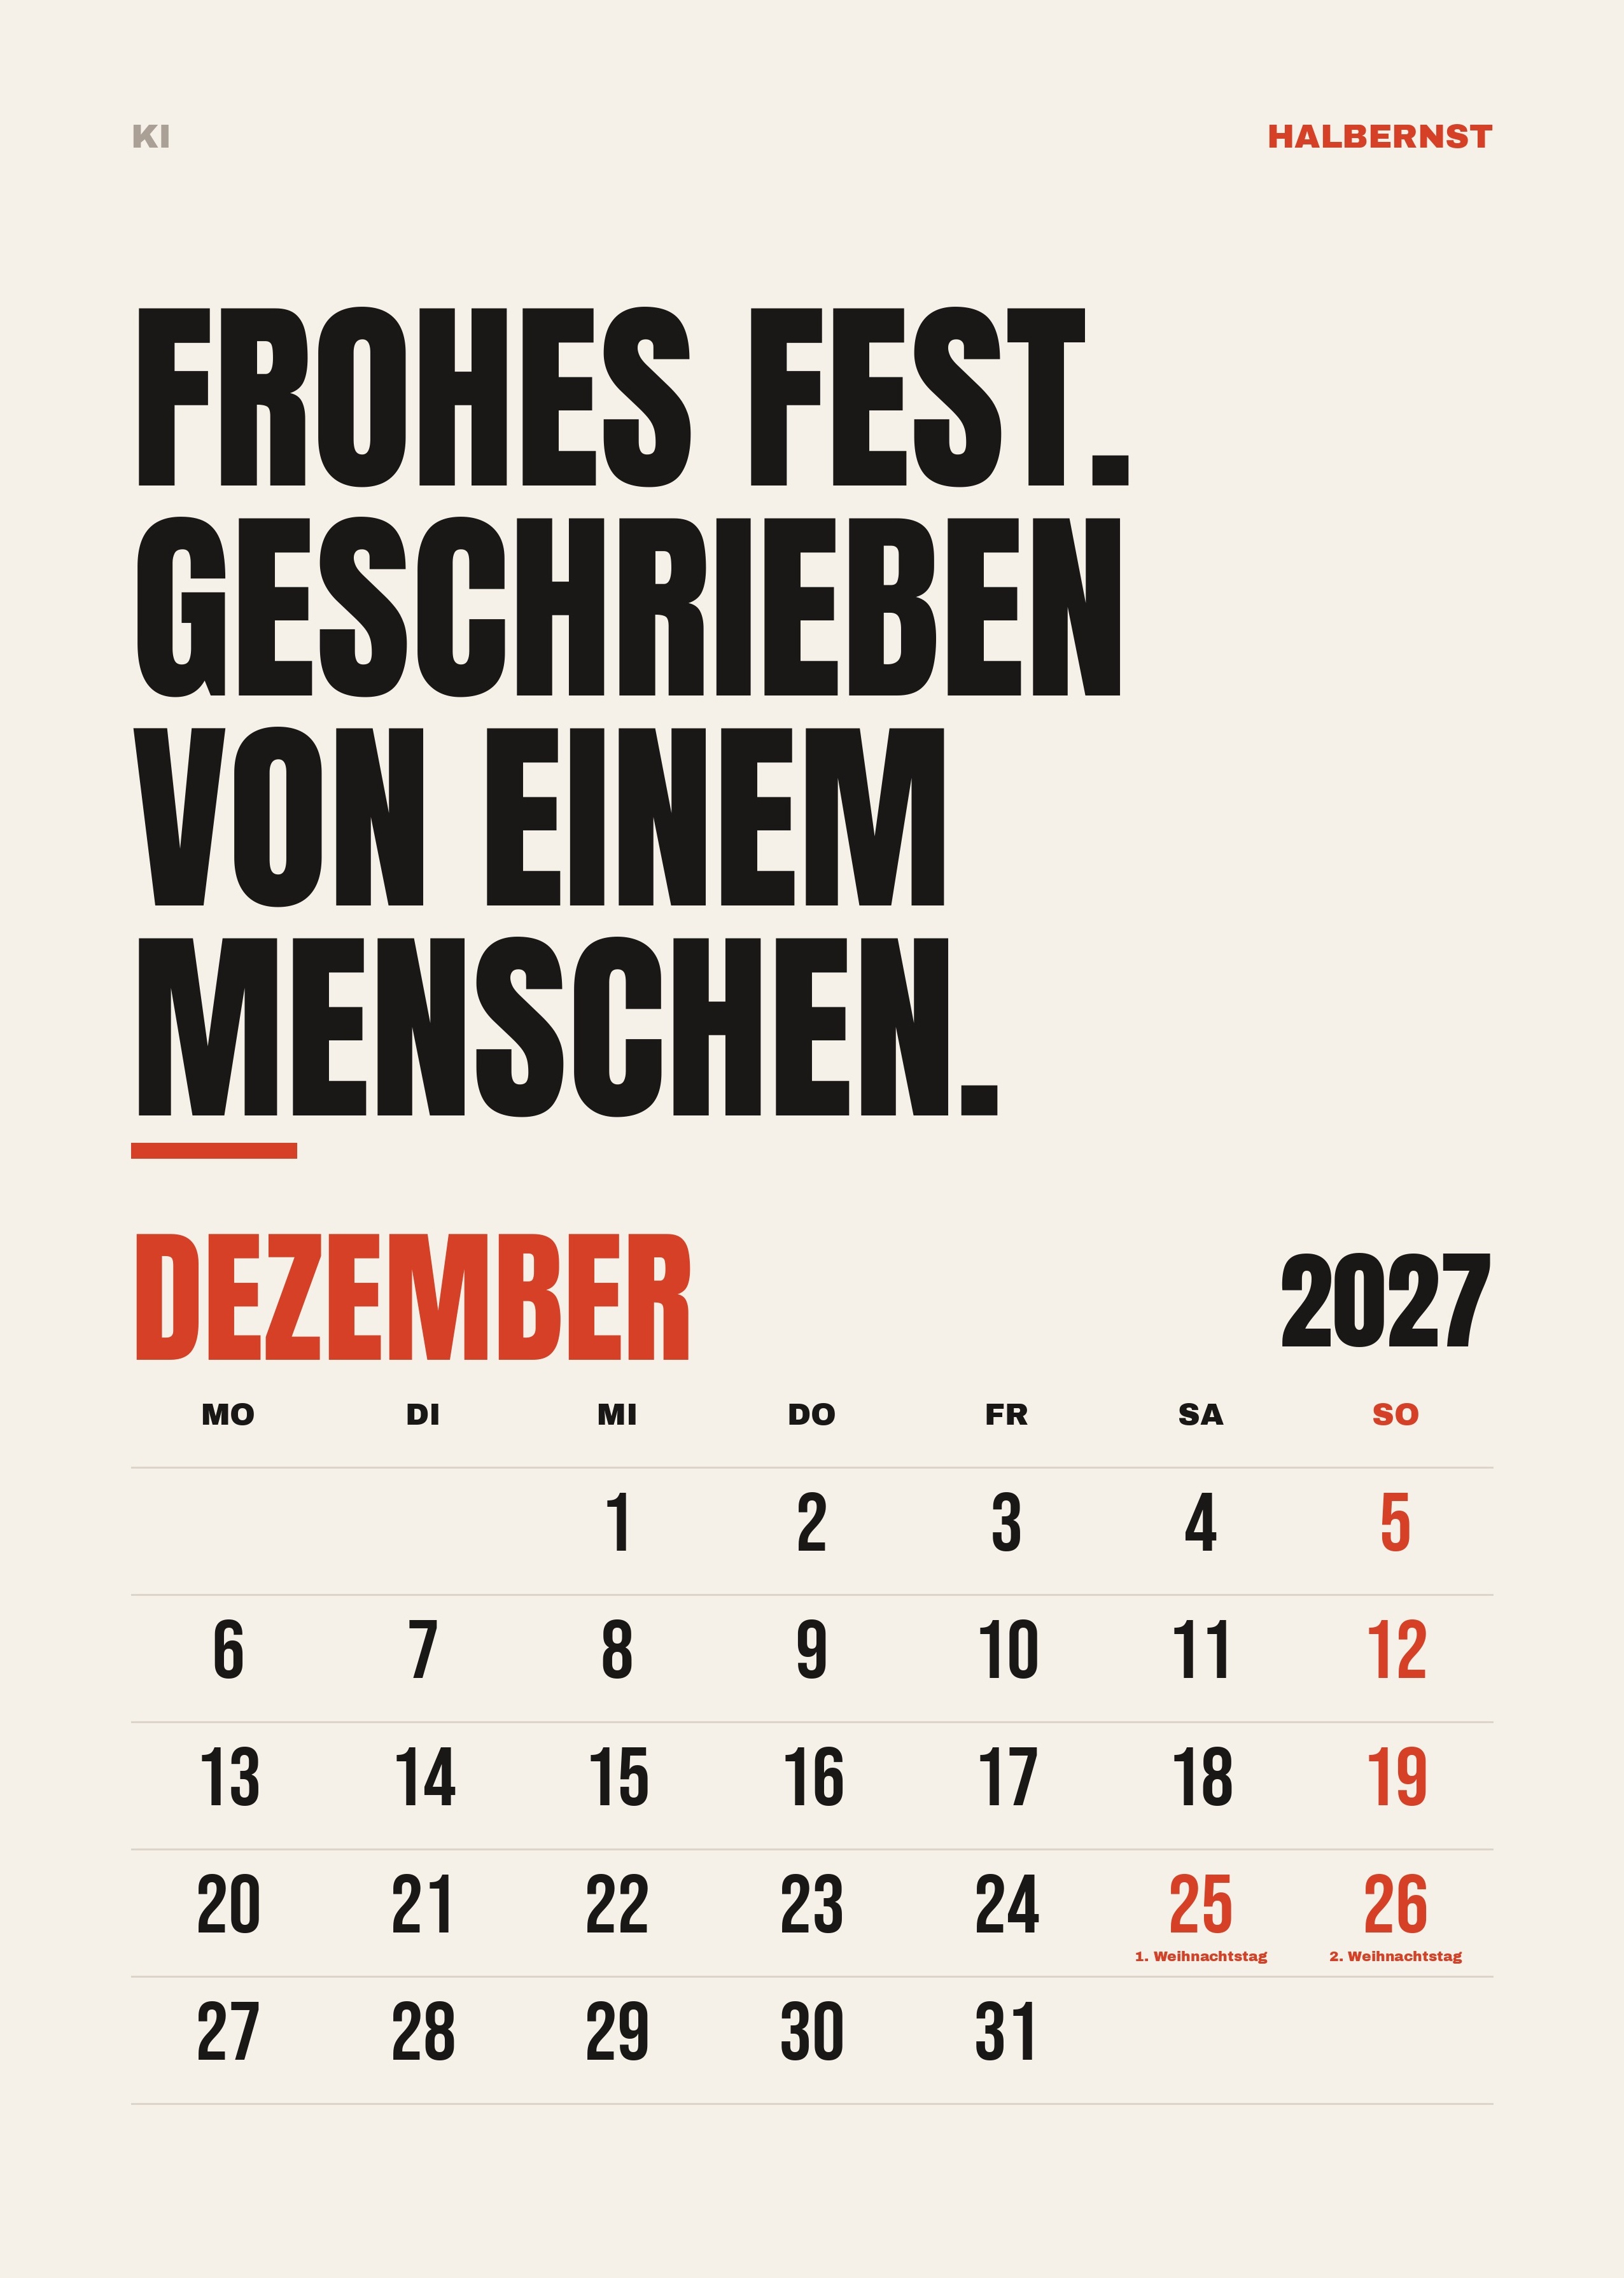 KI HALBERNST
FROHES FEST.
GESCHRIEBEN
VON EINEM
MENSCHEN.
DEZEMBER 2027
MO DI MI DO FR SA SO
1 2 3 4 5
6 7 8 9 10 11 12
13 14 15 16 17 18 19
20 21 22 23 24 25 26
1. Weihnachtstag 2. Weihnachtstag
27 28 29 30 31